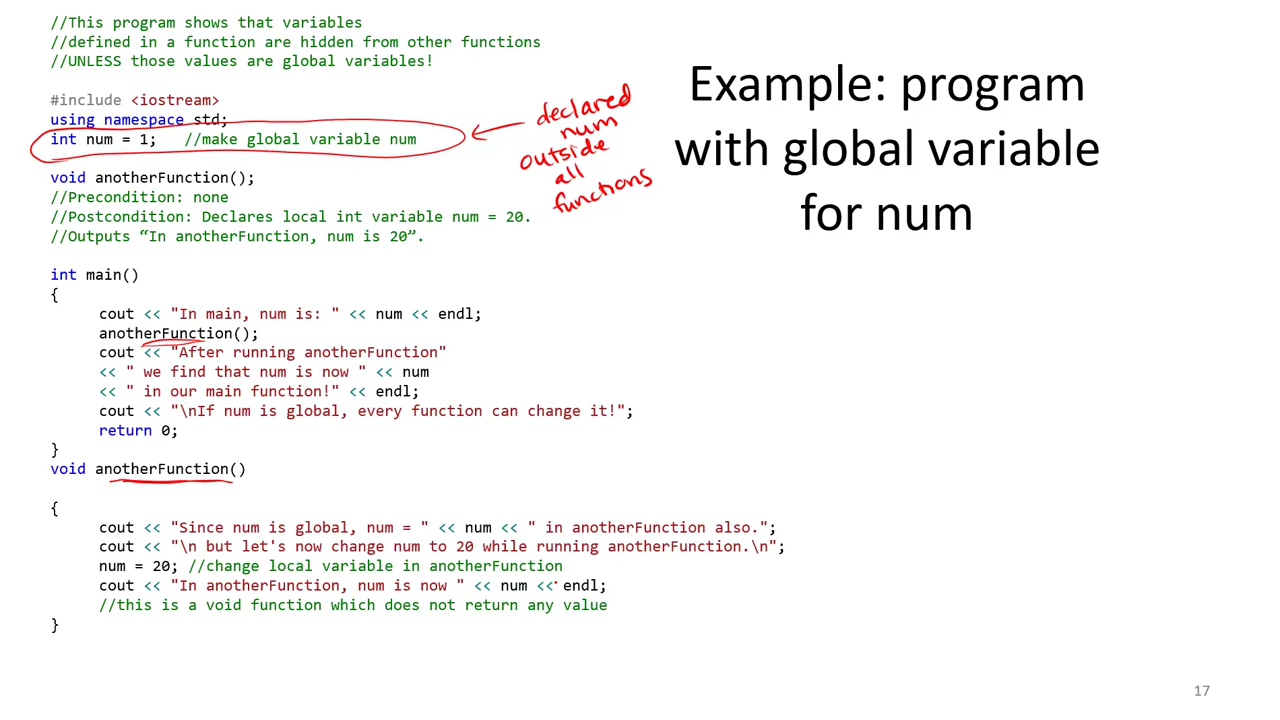 //This program shows that variables
//defined in a function are hidden from other functions
//UNLESS those values are global variables!
#include <iostream>
using namespace std;
int num = 1;   //make global variable num
void anotherFunction();
//Precondition: none
//Postcondition: Declares local int variable num = 20.
//Outputs “In anotherFunction, num is 20”.
int main()
{
cout << "In main, num is: " << num << endl;
anotherFunction();
cout << "After running anotherFunction"
<< " we find that num is now " << num
<< " in our main function!" << endl;
cout << "\nIf num is global, every function can change it!";
return 0;
}
void anotherFunction()
{
cout << "Since num is global, num = " << num << " in anotherFunction also.";
cout << "\n but let's now change num to 20 while running anotherFunction.\n";
num = 20; //change local variable in anotherFunction
cout << "In anotherFunction, num is now " << num << endl;
//this is a void function which does not return any value
}
declared
num
outside
all
functions
Example: program
with global variable
for num
17